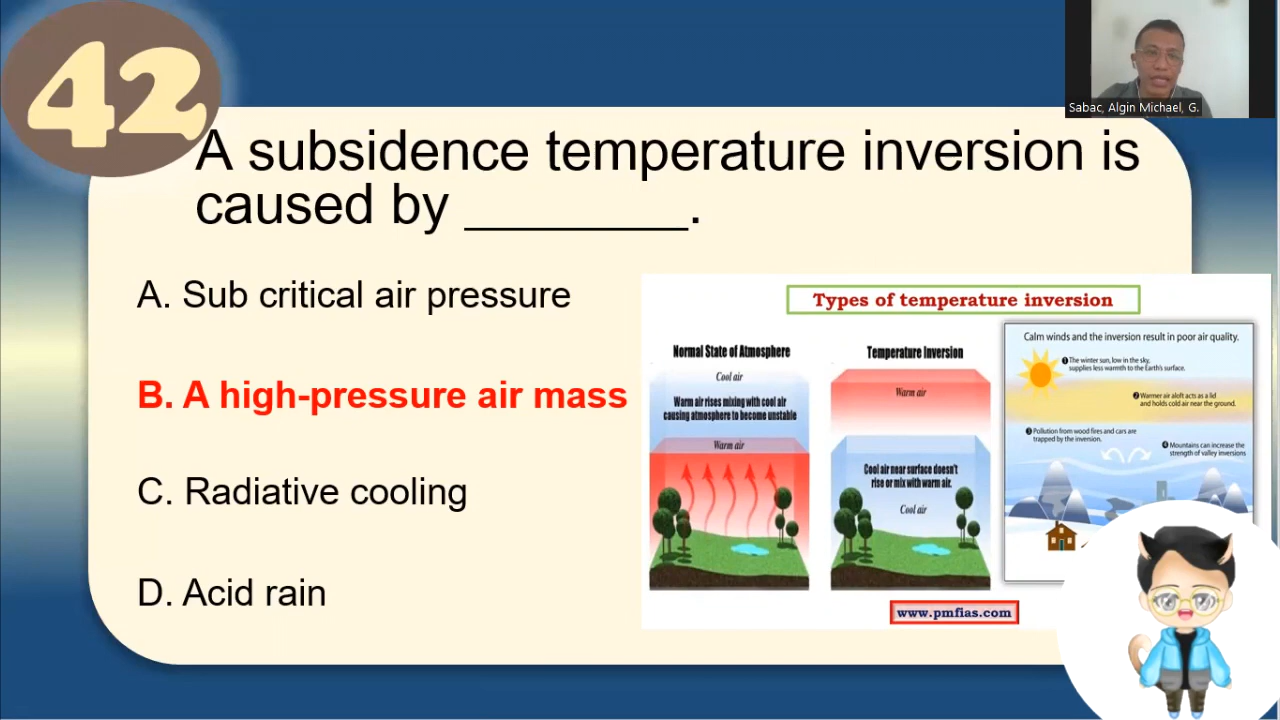 42
Sabac, Algin Michael, G.
A subsidence temperature inversion is
caused by ________.
A. Sub critical air pressure
B. A high-pressure air mass
C. Radiative cooling
D. Acid rain
Types of temperature inversion
Normal State of Atmosphere
Cool air
Warm air rises mixing with cool air
causing atmosphere to become unstable
Warm air
Temperature Inversion
Warm air
Cool air near surface doesn't
rise or mix with warm air.
Cool air
Calm winds and the inversion result in poor air quality.
1 The winter sun, low in the sky,
supplies less warmth to the Earth's surface.
2 Warmer air aloft acts as a lid
and holds cold air near the ground.
3 Pollution from wood fires and cars are
trapped by the inversion.
4 Mountains can increase the
strength of valley inversions
www.pmfias.com